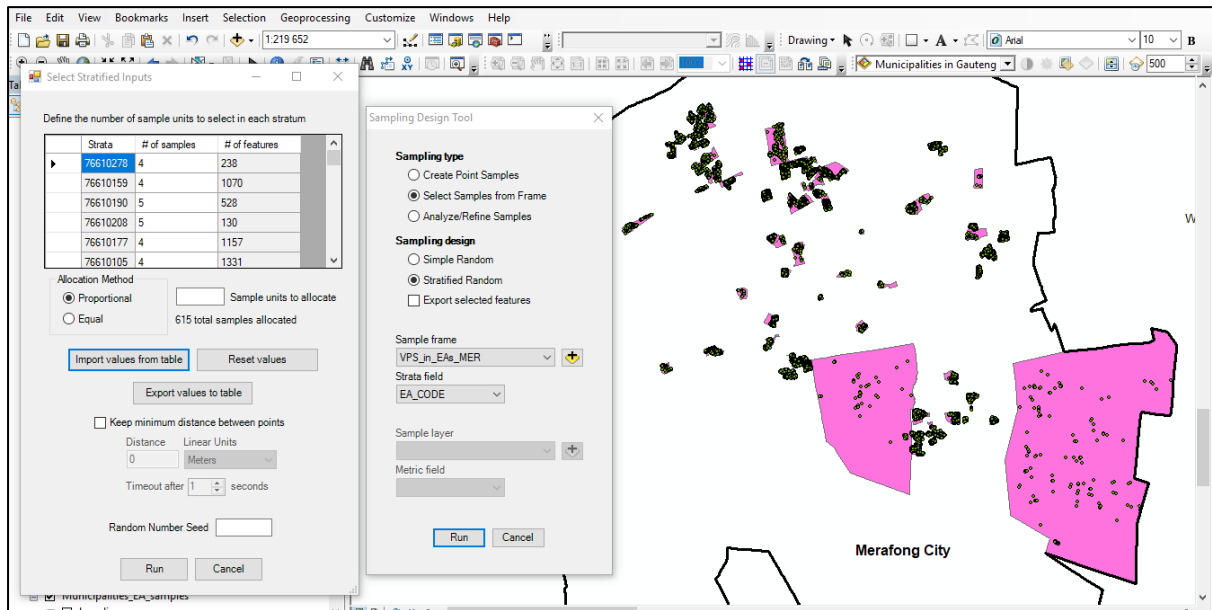 File Edit View Bookmarks Insert Selection Geoprocessing Customize Windows Help
1:219 652
Drawing
Arial
10
B
100%
Municipalities in Gauteng
500
Select Stratified Inputs
Define the number of sample units to select in each stratum
Strata # of samples # of features
76610278 4 238
76610159 4 1070
76610190 5 528
76610208 5 130
76610177 4 1157
76610105 4 1331
Allocation Method
Proportional
Sample units to allocate
Equal
615 total samples allocated
Import values from table
Reset values
Export values to table
Keep minimum distance between points
Distance Linear Units
0 Meters
Timeout after 1 seconds
Random Number Seed
Run Cancel
Municipalities_EA_samples
Sampling Design Tool
Sampling type
Create Point Samples
Select Samples from Frame
Analyze/Refine Samples
Sampling design
Simple Random
Stratified Random
Export selected features
Sample frame
VPS_in_EAs_MER
Strata field
EA_CODE
Sample layer
Metric field
Run Cancel
W
Merafong City